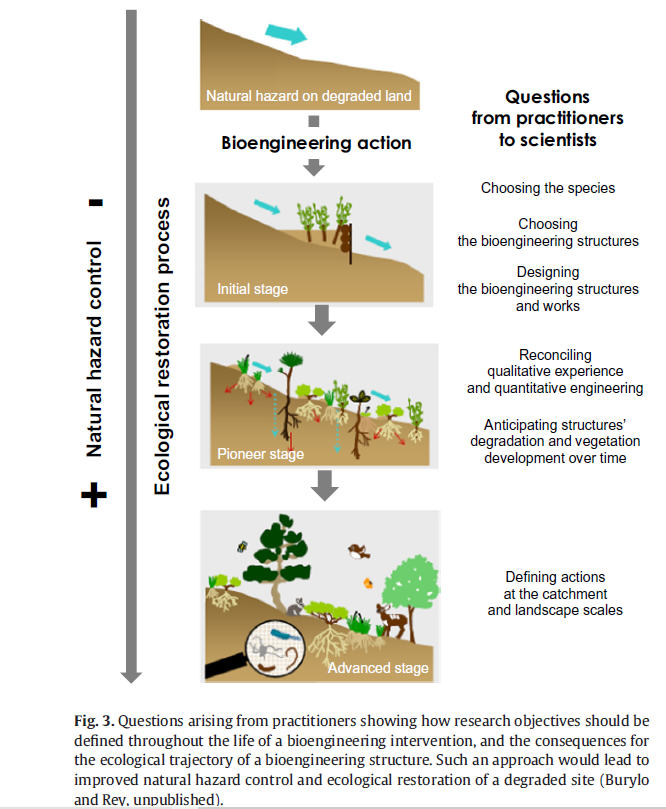 Natural hazard on degraded land
Bioengineering action
Questions
from practitioners
to scientists
-
Natural hazard control
+
Ecological restoration process
Initial stage
Choosing the species
Choosing
the bioengineering structures
Designing
the bioengineering structures
and works
Pioneer stage
Reconciling
qualitative experience
and quantitative engineering
Anticipating structures’
degradation and vegetation
development over time
Advanced stage
Defining actions
at the catchment
and landscape scales
Fig. 3. Questions arising from practitioners showing how research objectives should be
defined throughout the life of a bioengineering intervention, and the consequences for
the ecological trajectory of a bioengineering structure. Such an approach would lead to
improved natural hazard control and ecological restoration of a degraded site (Burylo
and Rey, unpublished).